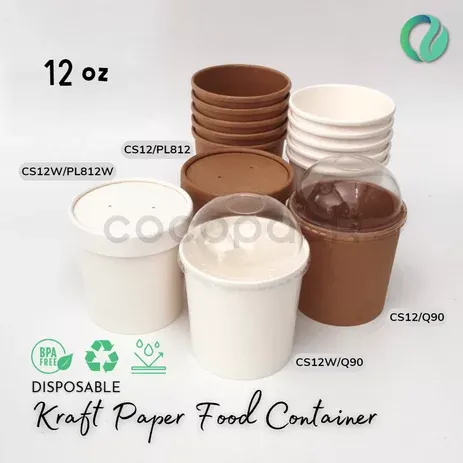 12 oz
CS12/PL812
CS12W/PL812W
cocopack
CS12/Q90
CS12W/Q90
BPA
FREE
DISPOSABLE
Kraft Paper Food Container